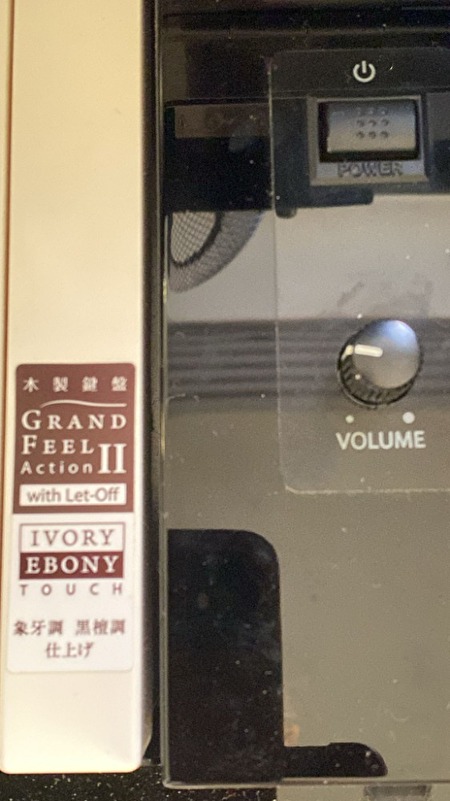 POWER
VOLUME
木製鍵盤
GRAND
FEEL
Action II
with Let-Off
IVORY
EBONY
TOUCH
象牙調 黒檀調
仕上げ